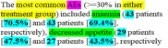 The most common AEs (>=30% in either
treatment group) included insomnia (43 patients
[70.5%] and 43 patients [69.4%],
respectively), decreased appetite (29 patients
[47.5%] and 27 patients [43.5%], respectively